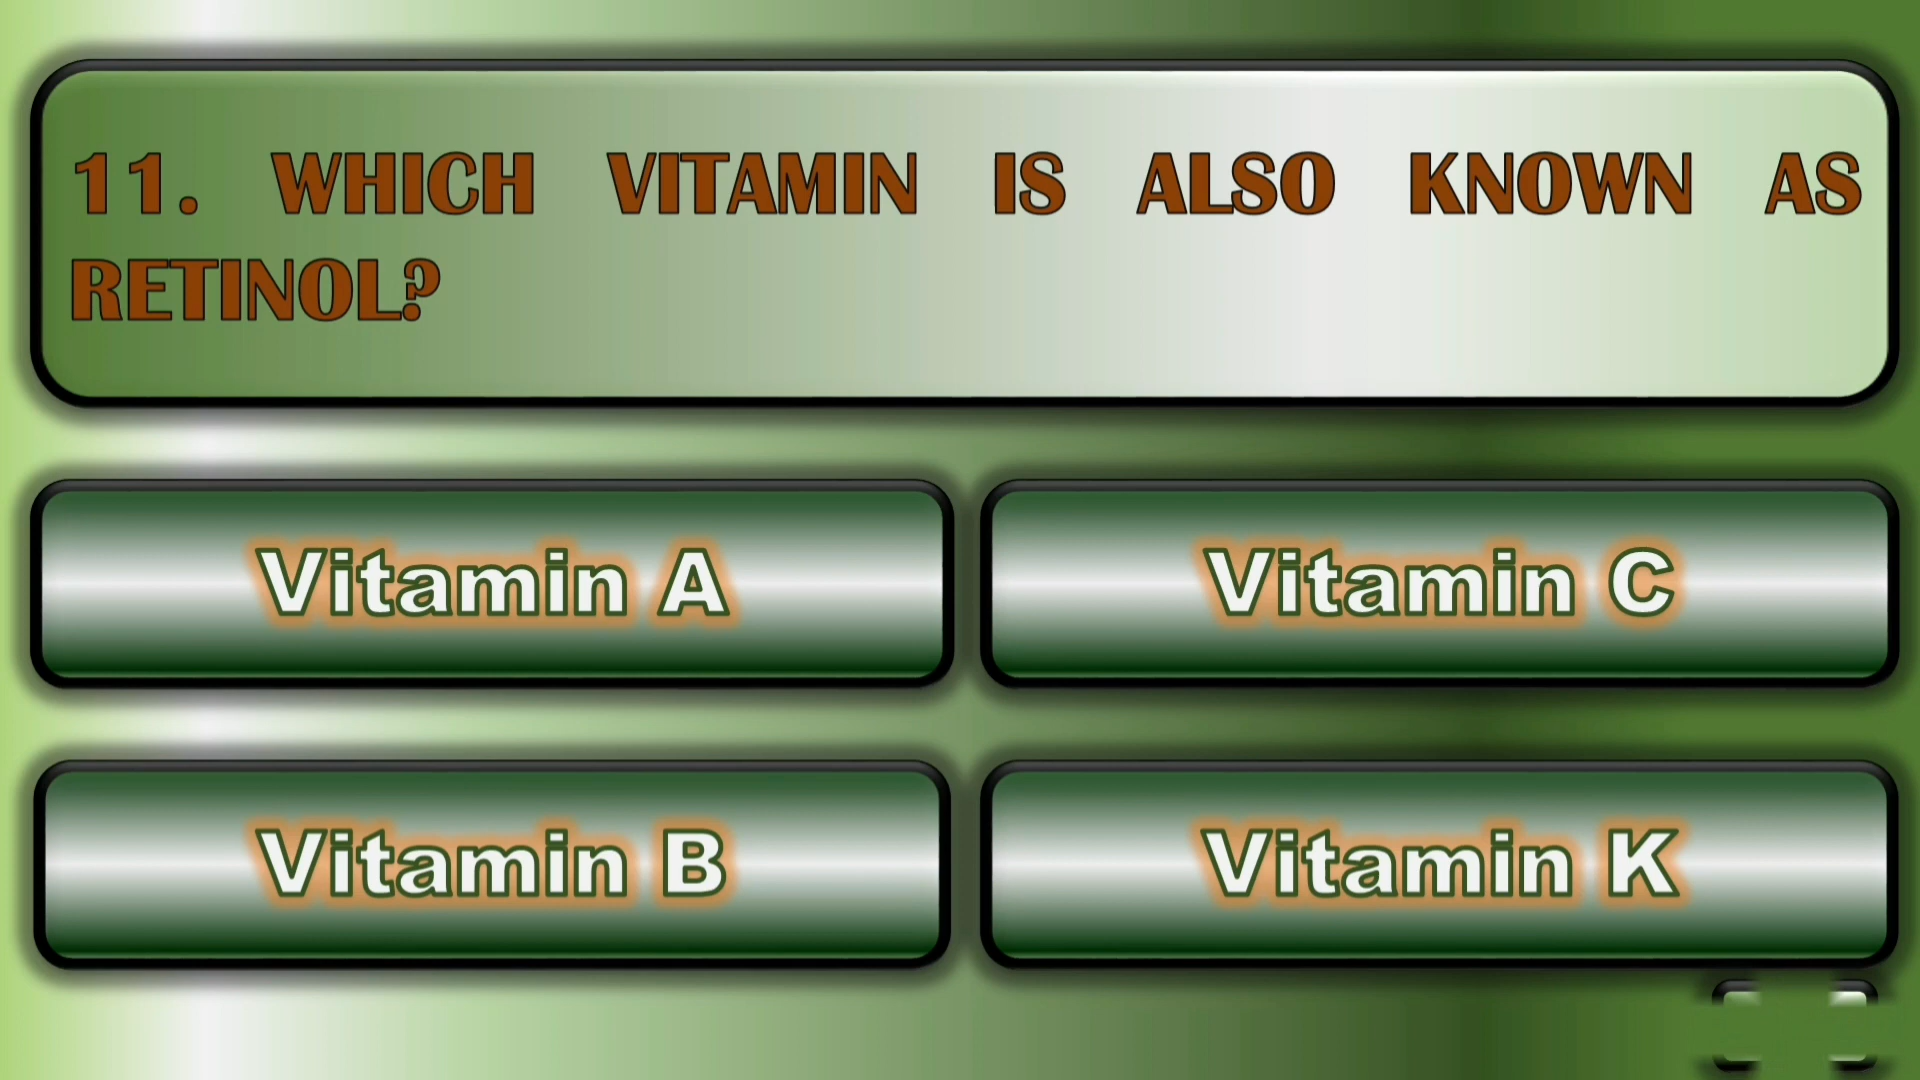 11. WHICH VITAMIN IS ALSO KNOWN AS
RETINOL?
Vitamin A
Vitamin C
Vitamin B
Vitamin K